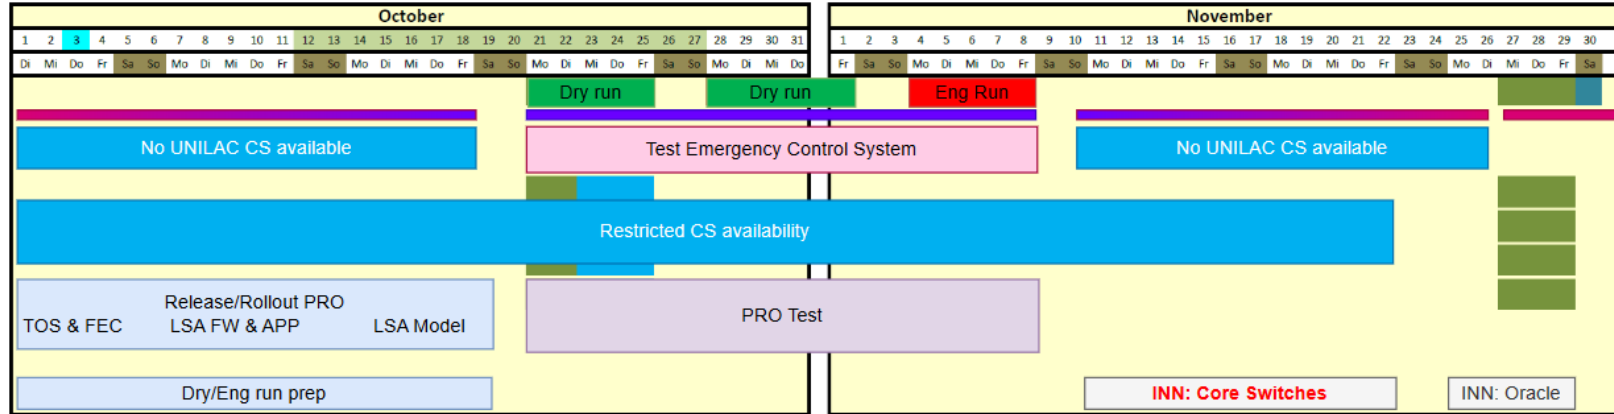 October November
1 2 3 4 5 6 7 8 9 10 11 12 13 14 15 16 17 18 19 20 21 22 23 24 25 26 27 28 29 30 31 1 2 3 4 5 6 7 8 9 10 11 12 13 14 15 16 17 18 19 20 21 22 23 24 25 26 27 28 29 30
Di Mi Do Fr Sa So Mo Di Mi Do Fr Sa So Mo Di Mi Do Fr Sa So Mo Di Mi Do Fr Sa So Mo Di Mi Do Fr Sa So Mo Di Mi Do Fr Sa So Mo Di Mi Do Fr Sa So Mo Di Mi Do Fr Sa So Mo Di Mi Do Fr Sa
Dry run Dry run Eng Run
No UNILAC CS available Test Emergency Control System No UNILAC CS available
Restricted CS availability
Release/Rollout PRO
TOS & FEC LSA FW & APP LSA Model
PRO Test
Dry/Eng run prep INN: Core Switches INN: Oracle